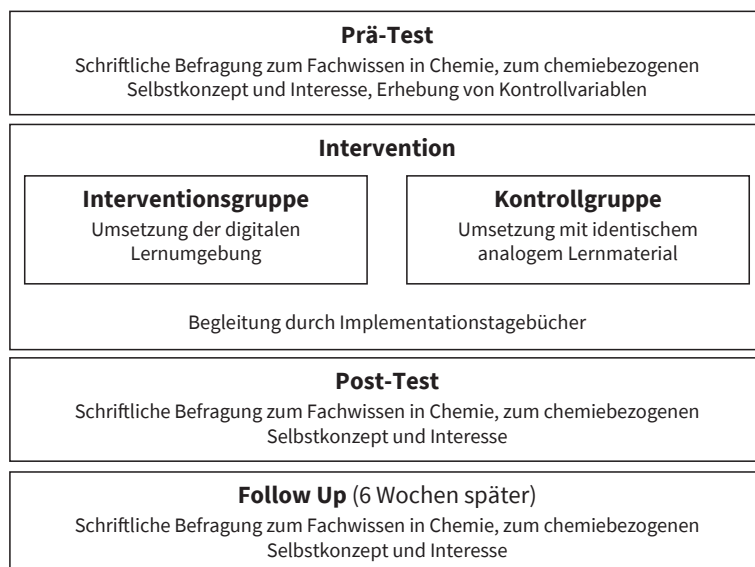 Prä-Test
Schriftliche Befragung zum Fachwissen in Chemie, zum chemiebezogenen
Selbstkonzept und Interesse, Erhebung von Kontrollvariablen
Intervention
Interventionsgruppe
Umsetzung der digitalen
Lernumgebung
Kontrollgruppe
Umsetzung mit identischem
analogem Lernmaterial
Begleitung durch Implementationstagebücher
Post-Test
Schriftliche Befragung zum Fachwissen in Chemie, zum chemiebezogenen
Selbstkonzept und Interesse
Follow Up (6 Wochen später)
Schriftliche Befragung zum Fachwissen in Chemie, zum chemiebezogenen
Selbstkonzept und Interesse